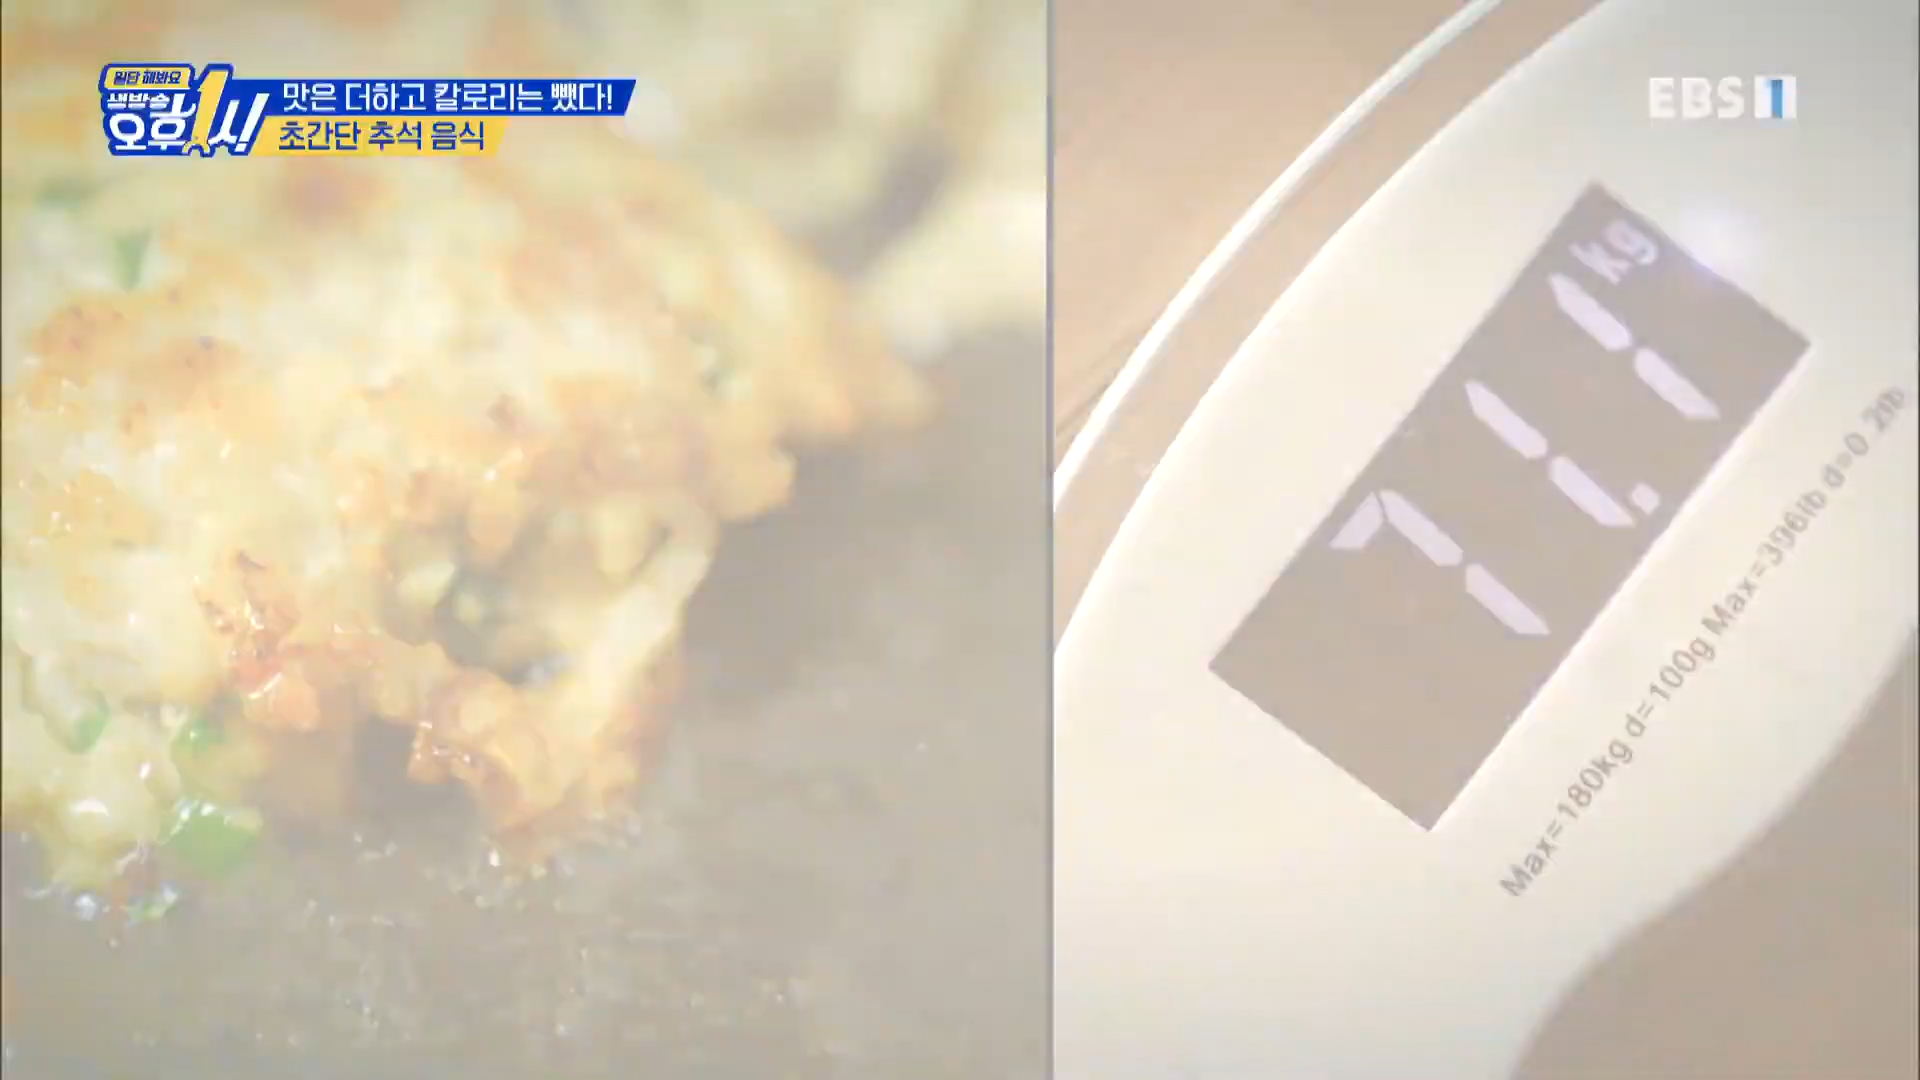 일단 해봐요
생방송
오후1시!
맛은 더하고 칼로리는 뺐다!
초간단 추석 음식
EBS 1
kg
71.1
Max=180kg d=100g Max=396lb d=0.2lb